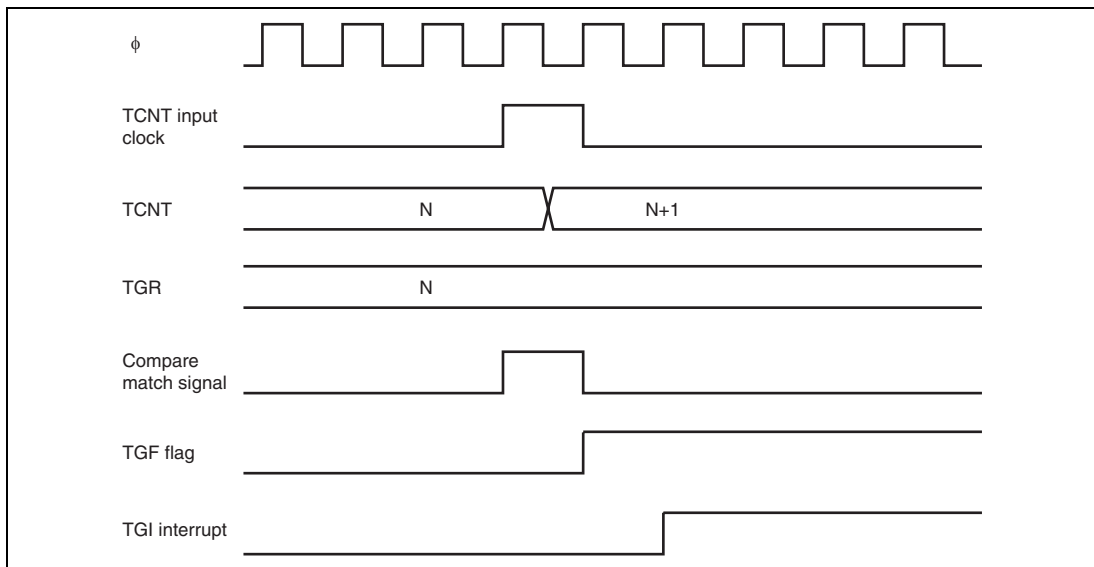 ϕ
TCNT input
clock
TCNT
N
N+1
TGR
N
Compare
match signal
TGF flag
TGI interrupt